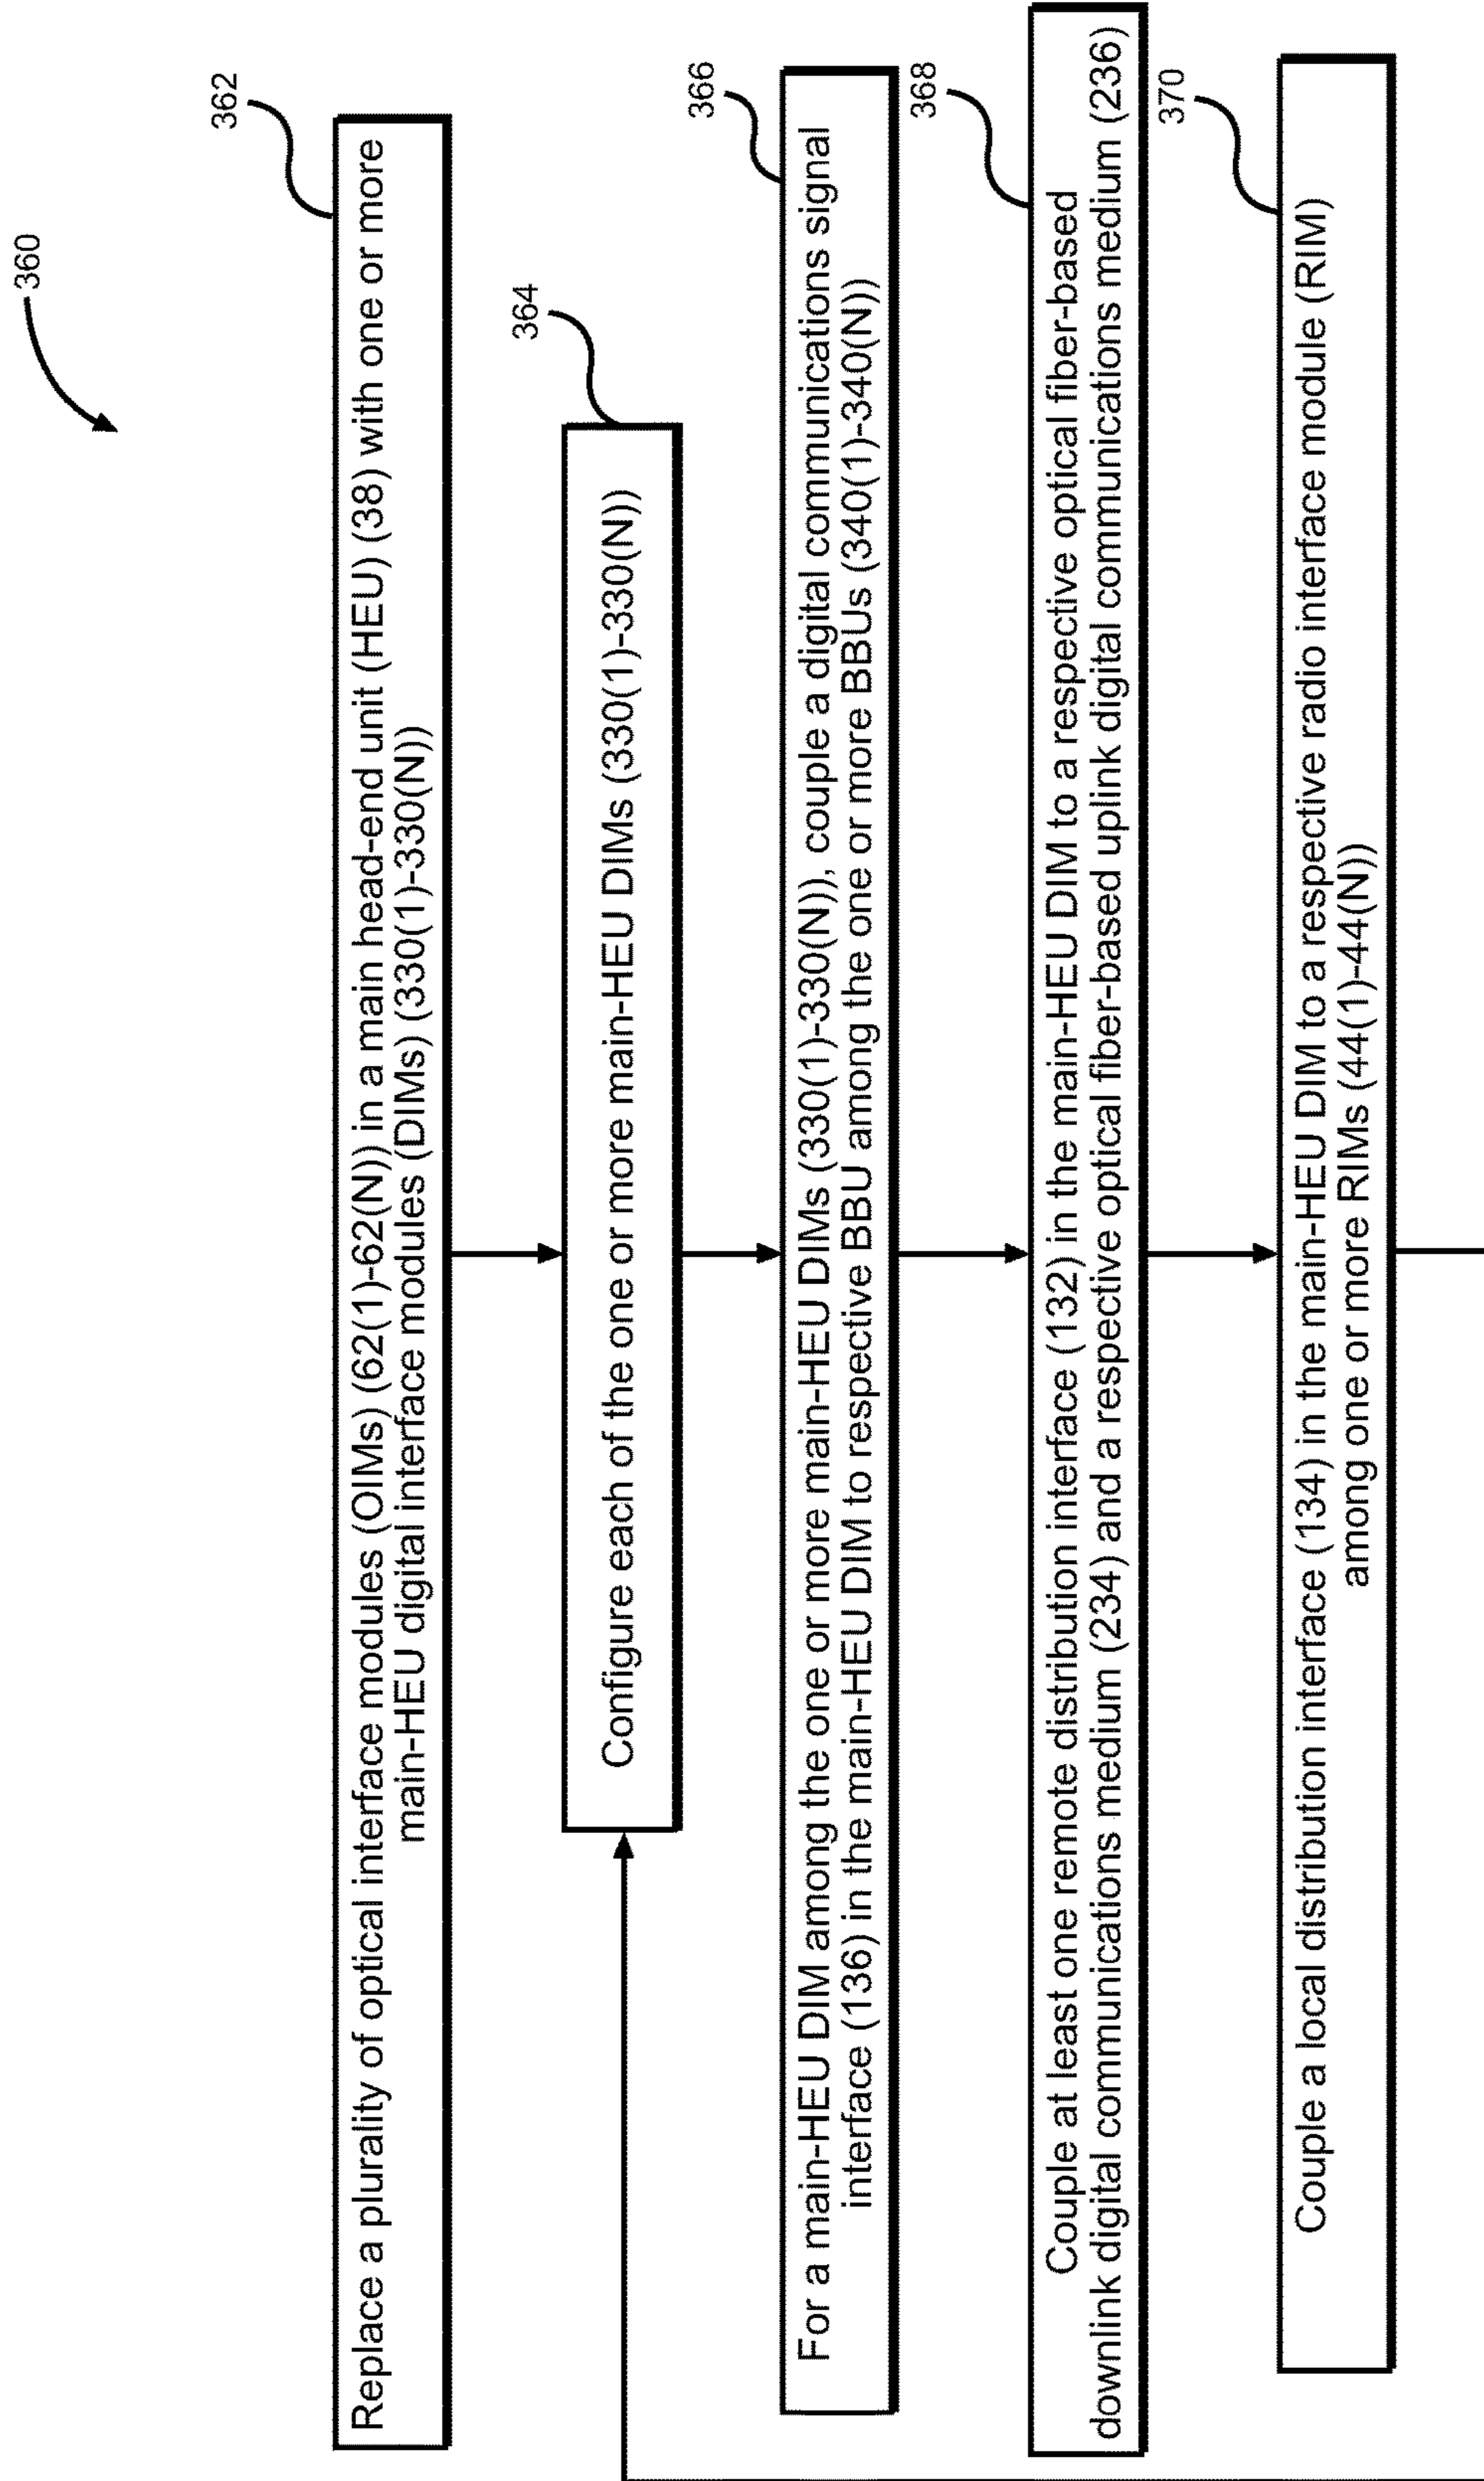 360
362
Replace a plurality of optical interface modules (OIMs) (62(1)-62(N)) in a main head-end unit (HEU) (38) with one or more
main-HEU digital interface modules (DIMs) (330(1)-330(N))
364
Configure each of the one or more main-HEU DIMs (330(1)-330(N))
366
For a main-HEU DIM among the one or more main-HEU DIMs (330(1)-330(N)), couple a digital communications signal
interface (136) in the main-HEU DIM to respective BBU among the one or more BBUs (340(1)-340(N))
368
Couple at least one remote distribution interface (132) in the main-HEU DIM to a respective optical fiber-based
downlink digital communications medium (234) and a respective optical fiber-based uplink digital communications medium (236)
370
Couple a local distribution interface (134) in the main-HEU DIM to a respective radio interface module (RIM)
among one or more RIMs (44(1)-44(N))